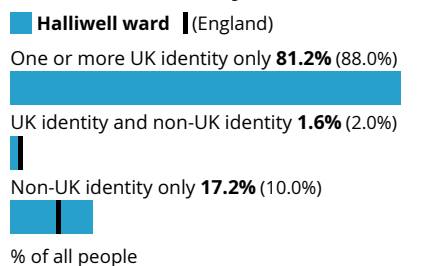 Halliwell ward (England)
One or more UK identity only 81.2% (88.0%)
UK identity and non-UK identity 1.6% (2.0%)
Non-UK identity only 17.2% (10.0%)
% of all people